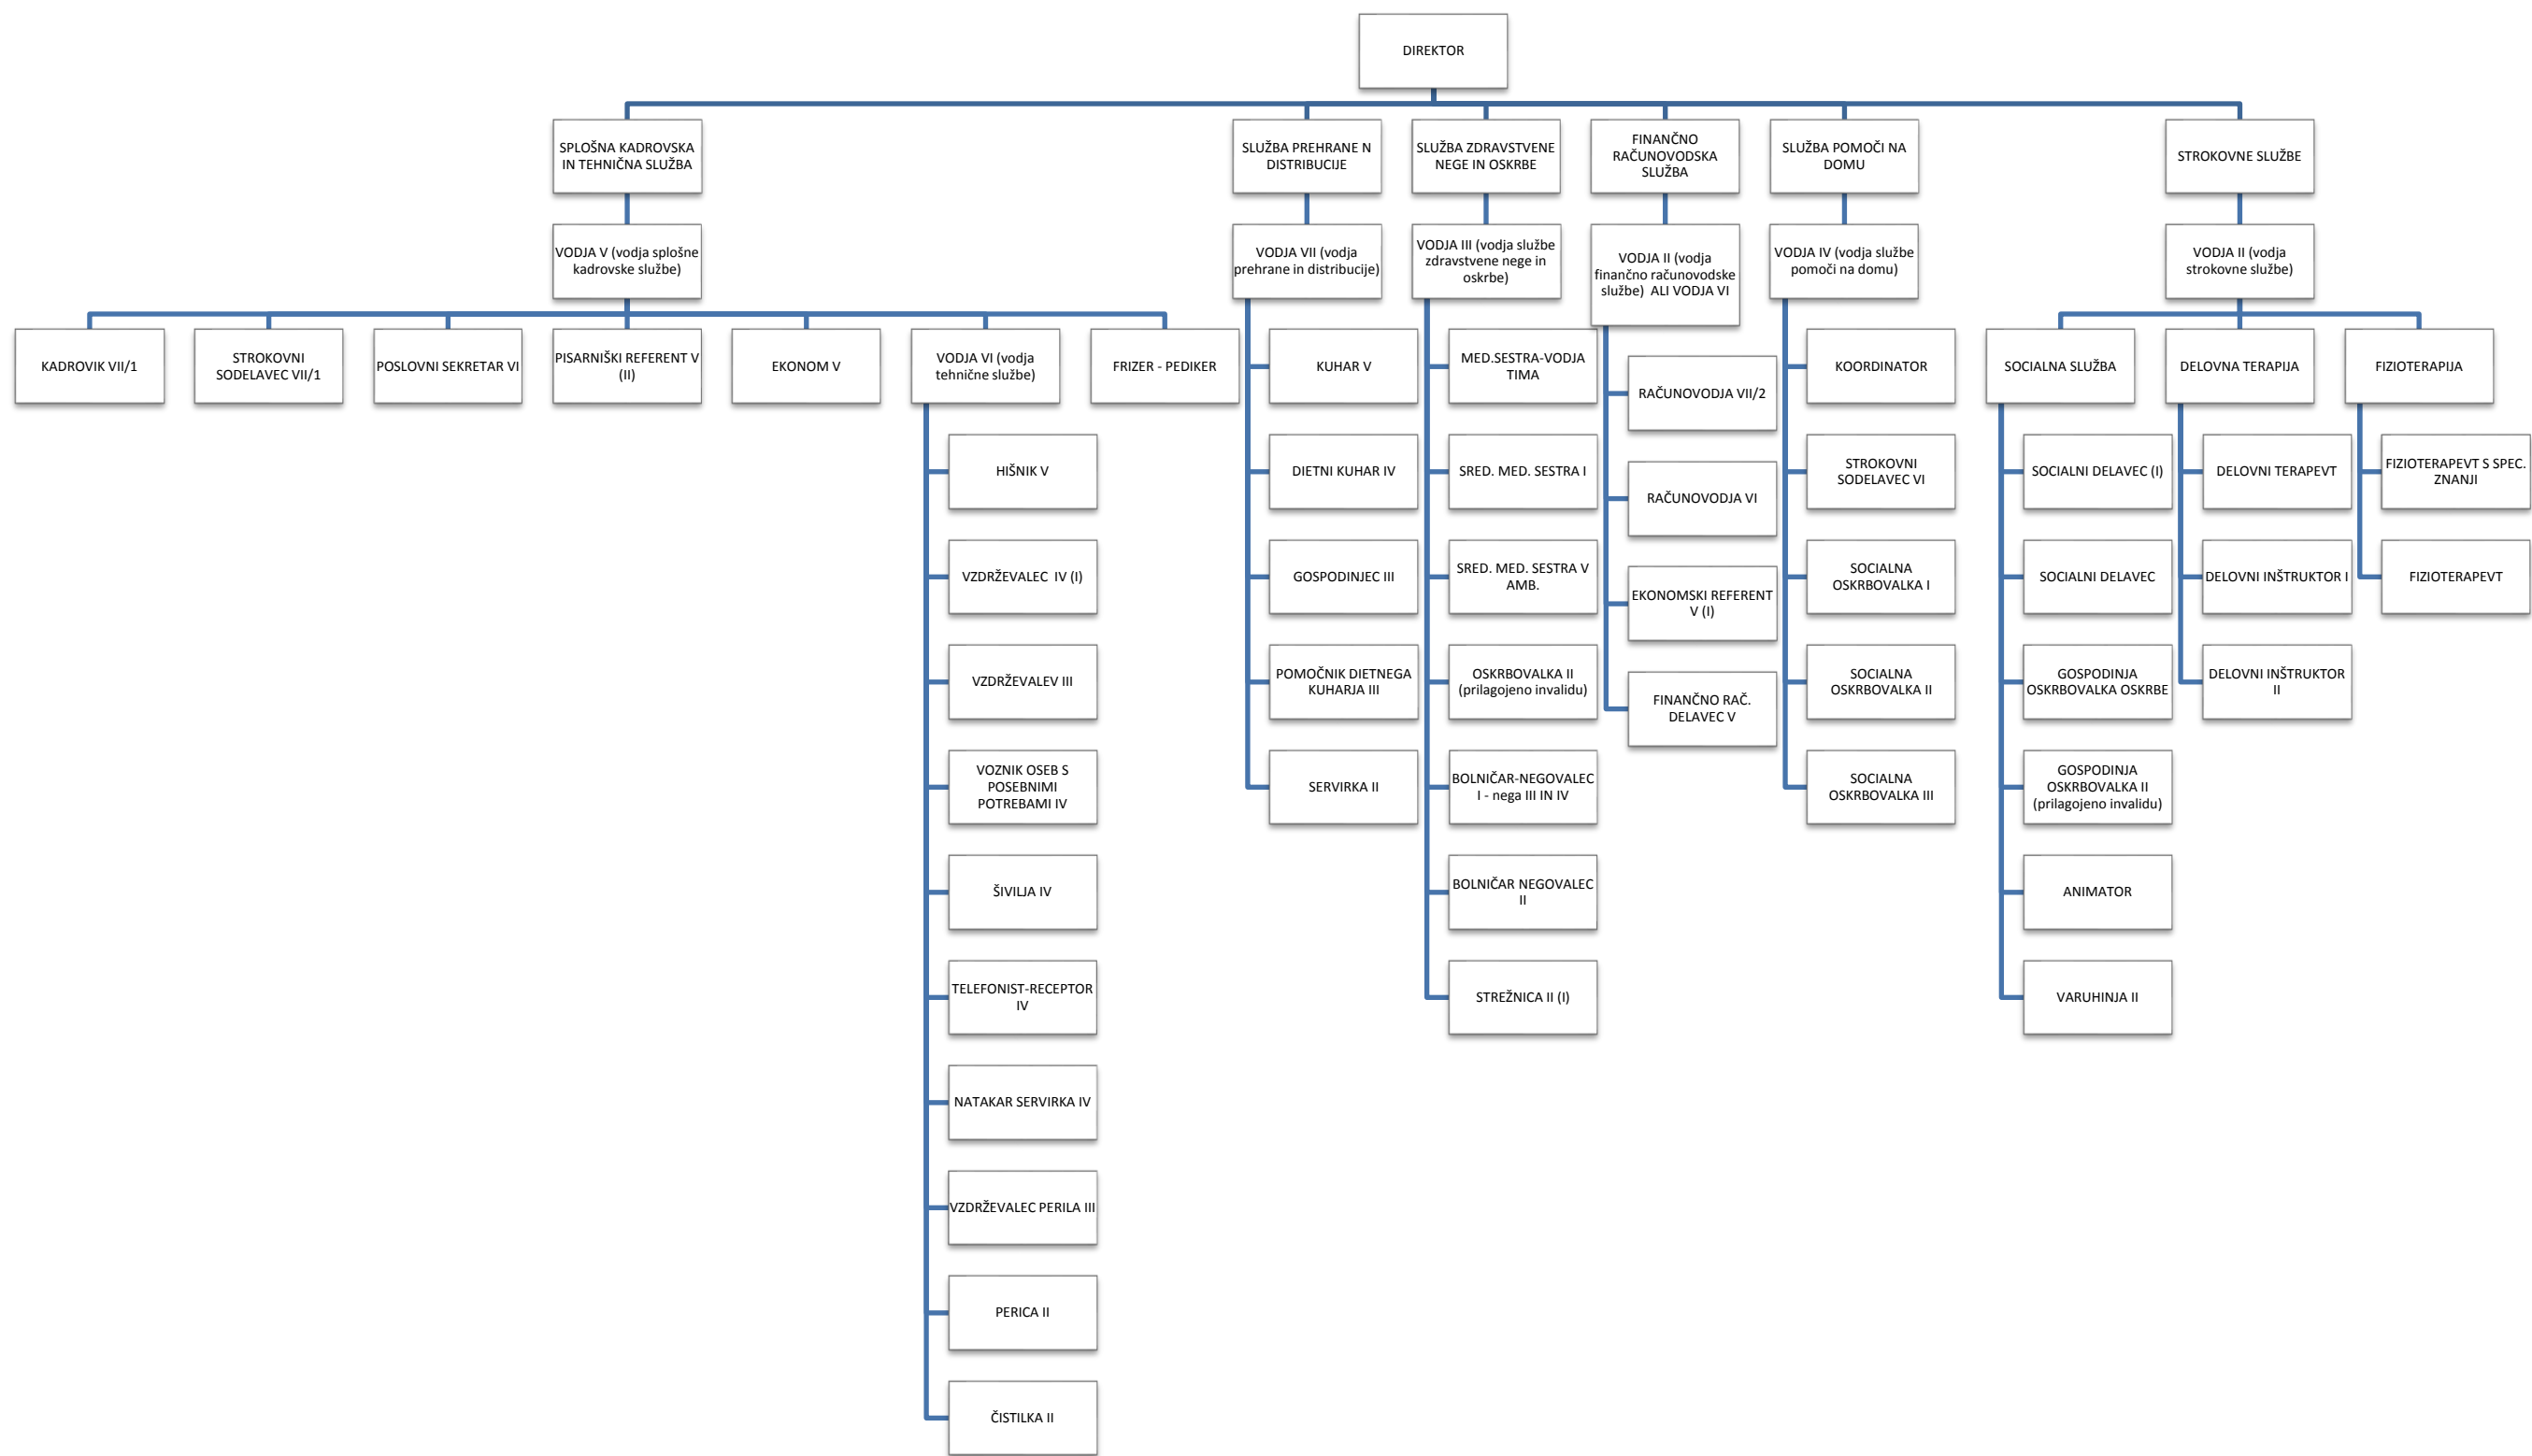 DIREKTOR
SPLOŠNA KADROVSKA
IN TEHNIČNA SLUŽBA
SLUŽBA PREHRANE N
DISTRIBUCIJE
SLUŽBA ZDRAVSTVENE
NEGE IN OSKRBE
FINANČNO
RAČUNOVODSKA
SLUŽBA
SLUŽBA POMOČI NA
DOMU
STROKOVNE SLUŽBE
VODJA V (vodja splošne
kadrovske službe)
VODJA VII (vodja
prehrane in distribucije)
VODJA III (vodja službe
zdravstvene nege in
oskrbe)
VODJA II (vodja
finančno računovodske
službe)  ALI VODJA VI
VODJA IV (vodja službe
pomoči na domu)
VODJA II (vodja
strokovne službe)
KADROVIK VII/1
STROKOVNI
SODELAVEC VII/1
POSLOVNI SEKRETAR VI
PISARNIŠKI REFERENT V
(II)
EKONOM V
VODJA VI (vodja
tehnične službe)
FRIZER - PEDIKER
HIŠNIK V
VZDRŽEVALEC  IV (I)
VZDRŽEVALEV III
VOZNIK OSEB S
POSEBNIMI
POTREBAMI IV
ŠIVILJA IV
TELEFONIST-RECEPTOR
IV
NATAKAR SERVIRKA IV
VZDRŽEVALEC PERILA III
PERICA II
ČISTILKA II
KUHAR V
DIETNI KUHAR IV
GOSPODINJEC III
POMOČNIK DIETNEGA
KUHARJA III
SERVIRKA II
MED.SESTRA-VODJA
TIMA
SRED. MED. SESTRA I
SRED. MED. SESTRA V
AMB.
OSKRBOVALKA II
(prilagojeno invalidu)
BOLNIČAR-NEGOVALEC
I - nega III IN IV
BOLNIČAR NEGOVALEC
II
STREŽNICA II (I)
RAČUNOVODJA VII/2
RAČUNOVODJA VI
EKONOMSKI REFERENT
V (I)
FINANČNO RAČ.
DELAVEC V
KOORDINATOR
STROKOVNI
SODELAVEC VI
SOCIALNA
OSKRBOVALKA I
SOCIALNA
OSKRBOVALKA II
SOCIALNA
OSKRBOVALKA III
SOCIALNA SLUŽBA
SOCIALNI DELAVEC (I)
SOCIALNI DELAVEC
GOSPODINJA
OSKRBOVALKA OSKRBE
GOSPODINJA
OSKRBOVALKA II
(prilagojeno invalidu)
ANIMATOR
VARUHINJA II
DELOVNA TERAPIJA
DELOVNI TERAPEVT
DELOVNI INŠTRUKTOR I
DELOVNI INŠTRUKTOR
II
FIZIOTERAPIJA
FIZIOTERAPEVT S SPEC.
ZNANJI
FIZIOTERAPEVT